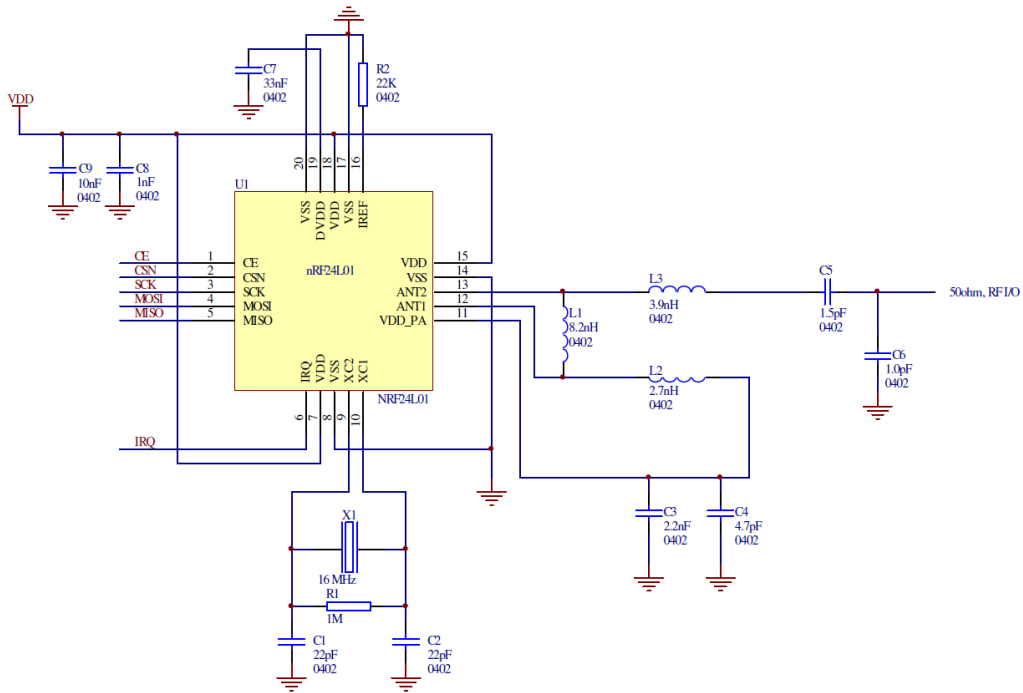 C7
33nF
0402
R2
22K
0402
VDD
C9
10nF
0402
C8
1nF
0402
20
19
18
17
16
U1
VSS
DVDD
VDD
VSS
IREF
nRF24L01
CE
1
CE
CSN
2
CSN
SCK
3
SCK
MOSI
4
MOSI
MISO
5
MISO
VDD
15
VSS
14
ANT2
13
ANT1
12
VDD_PA
11
IRQ
VDD
VSS
XC2
XC1
NRF24L01
6
7
8
9
10
IRQ
L3
3.9nH
0402
L1
8.2nH
0402
L2
2.7nH
0402
C5
1.5pF
0402
50ohm, RF I/O
C6
1.0pF
0402
C3
2.2nF
0402
C4
4.7pF
0402
X1
16 MHz
R1
1M
C1
22pF
0402
C2
22pF
0402